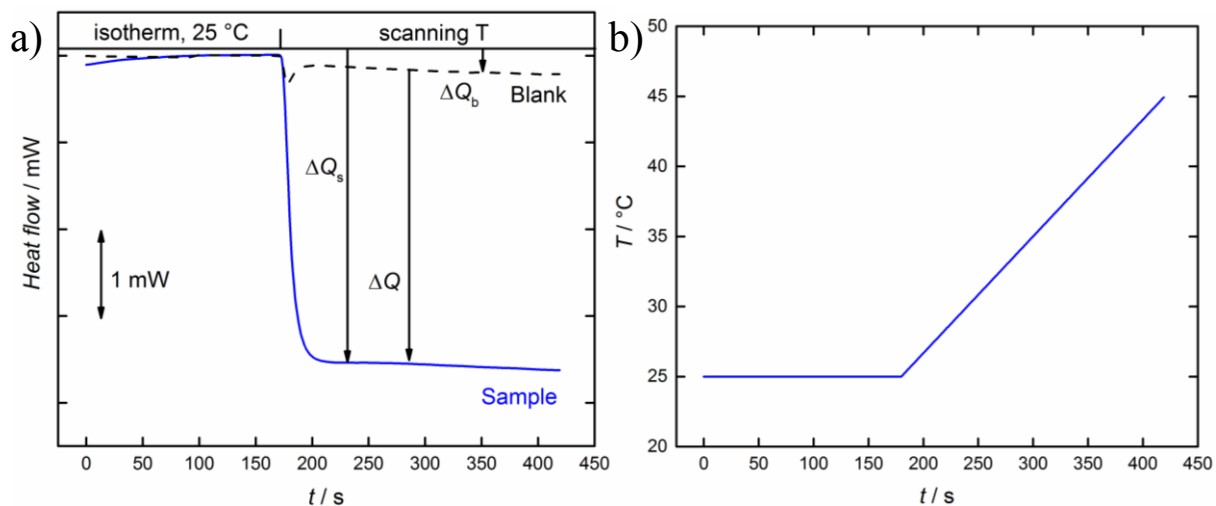 a)
isotherm, 25 °C
scanning T
Blank
ΔQb
ΔQs
ΔQ
1 mW
Sample
Heat flow / mW
0 50 100 150 200 250 300 350 400 450
t / s
b)
50
45
40
35
30
25
20
T / °C
0 50 100 150 200 250 300 350 400 450
t / s